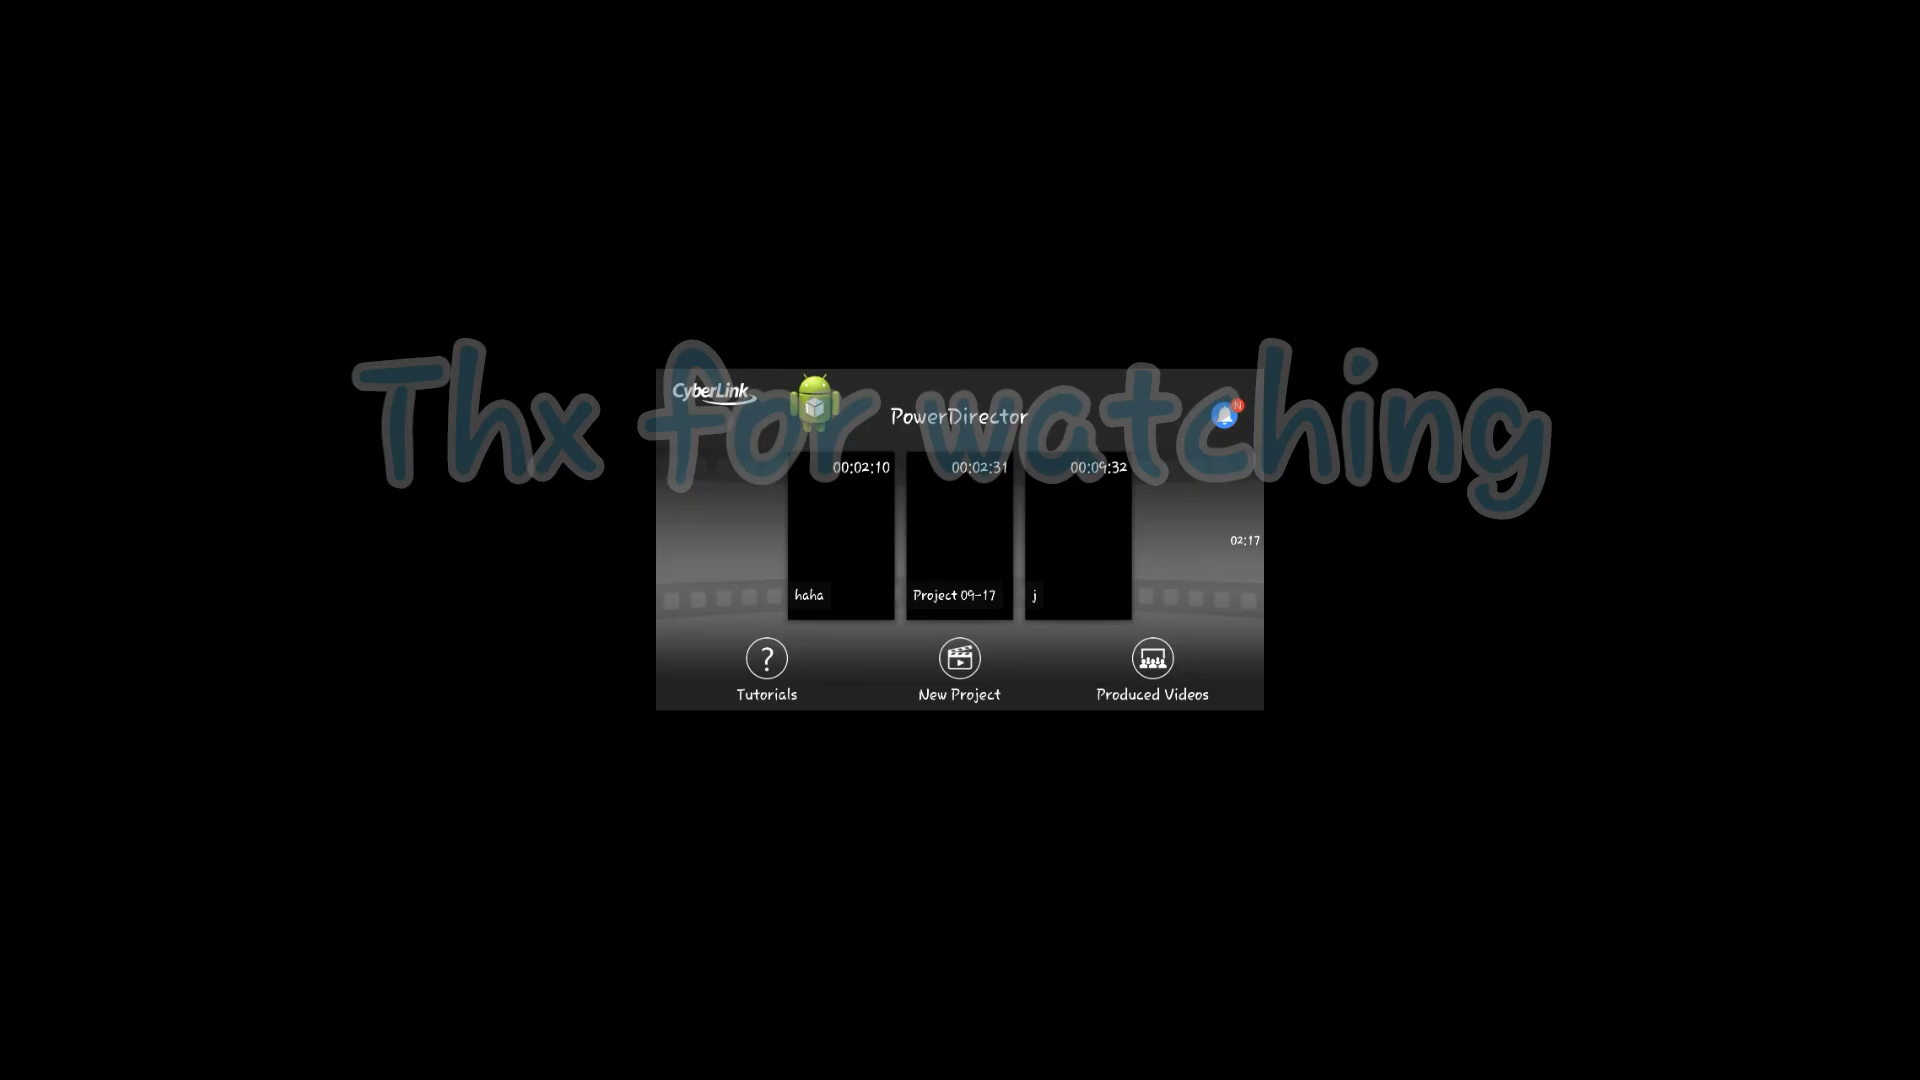 Thx for watching
CyberLink
PowerDirector
N
00:02:10
00:02:31
00:09:32
02:17
haha
Project 09-17
j
?
Tutorials
New Project
Produced Videos